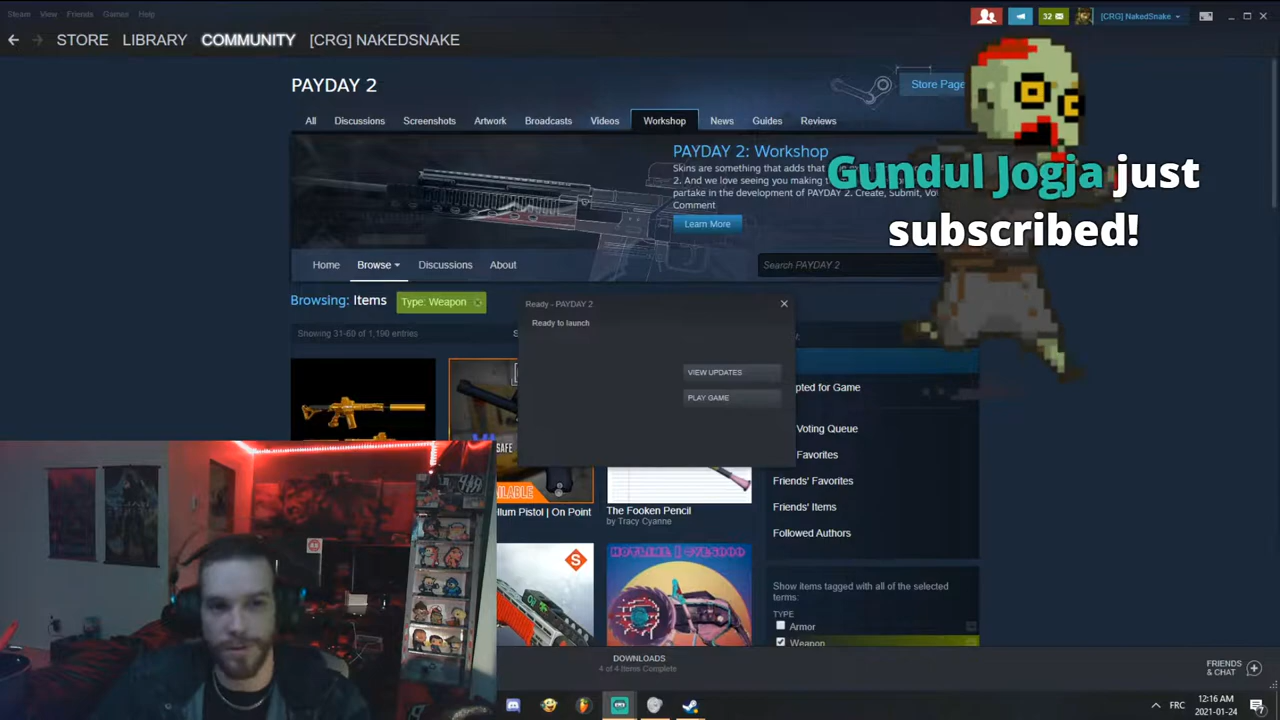 Steam View Friends Games Help
32
[CRG] NakedSnake
STORE LIBRARY COMMUNITY [CRG] NAKEDSNAKE
PAYDAY 2
Store Page
All Discussions Screenshots Artwork Broadcasts Videos Workshop News Guides Reviews
PAYDAY 2: Workshop
Skins are something that adds that
2. And we love seeing you making
partake in the development of PAYDAY 2. Create, Submit, Vo
Comment
Learn More
Gundul Jogja just
subscribed!
Home Browse Discussions About
Search PAYDAY 2
Browsing: Items Type: Weapon
Showing 31-60 of 1,190 entries
Ready - PAYDAY 2
Ready to launch
VIEW UPDATES
PLAY GAME
pted for Game
Voting Queue
Favorites
Friends' Favorites
Friends' Items
Followed Authors
SAFE
llum Pistol | On Point
The Fooken Pencil
by Tracy Cyanne
Show items tagged with all of the selected
terms:
TYPE
Armor
Weapon
DOWNLOADS
4 of 4 Items Complete
FRIENDS
& CHAT
FRC
12:16 AM
2021-01-24